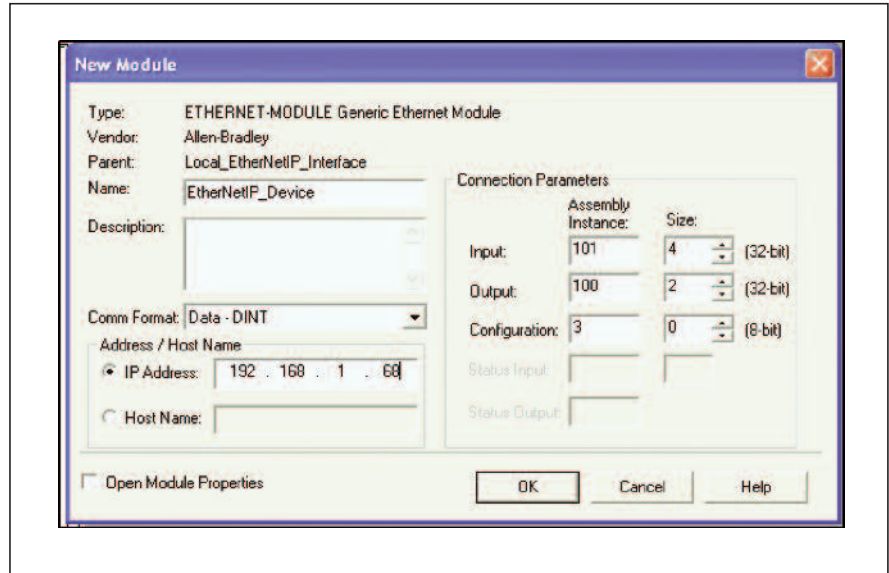 New Module
Type: ETHERNET-MODULE Generic Ethernet Module
Vendor: Allen-Bradley
Parent: Local_EtherNetIP_Interface
Name: EtherNetIP_Device
Description:
Comm Format: Data - DINT
Address / Host Name
IP Address: 192 . 168 . 1 . 68
Host Name:
Connection Parameters
Assembly
Instance: Size:
Input: 101 4 (32-bit)
Output: 100 2 (32-bit)
Configuration: 3 0 (8-bit)
Status Input:
Status Output:
Open Module Properties
OK Cancel Help